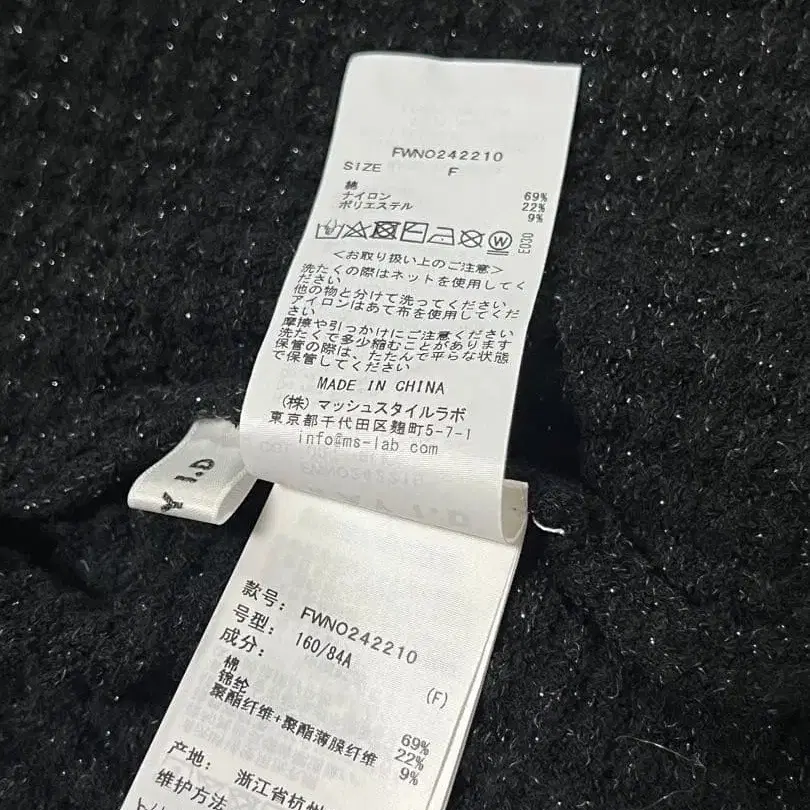 FWNO242210
SIZE F
綿 69%
ナイロン 22%
ポリエステル 9%
E030
＜お取り扱い上のご注意＞
洗たくの際はネットを使用してく
ださい
他の物と分けて洗ってください
アイロンはあて布を使用してくだ
さい
摩擦や引っかけにご注意ください
洗たくで多少縮むことがあります
保管の際は、たたんで平らな状態
で保管してください
MADE IN CHINA
(株) マッシュスタイルラボ
東京都千代田区麹町5-7-1
info@ms-lab.com
款号: FWNO242210
号型: 160/84A (F)
成分:
棉 69%
锦纶 22%
聚酯纤维+聚酯薄膜纤维 9%
产地: 浙江省杭州
维护方法